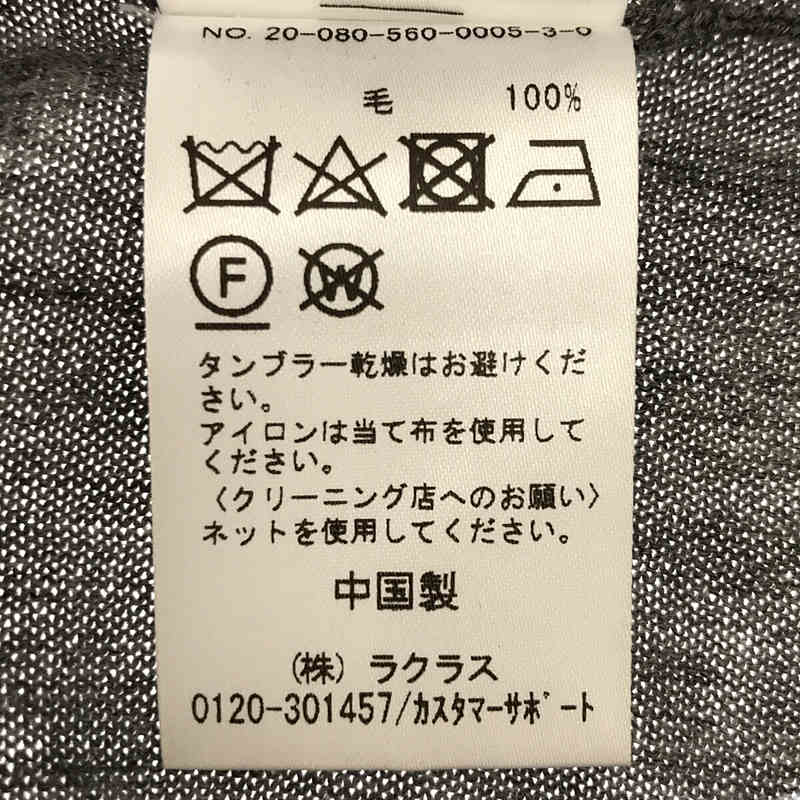 NO. 20-080-560-0005-3-0
毛 100%
F W
タンブラー乾燥はお避けくだ
さい。
アイロンは当て布を使用して
ください。
〈クリーニング店へのお願い〉
ネットを使用してください。
中国製
(株) ラクラス
0120-301457/ｶｽﾀﾏｰｻﾎﾟｰﾄ